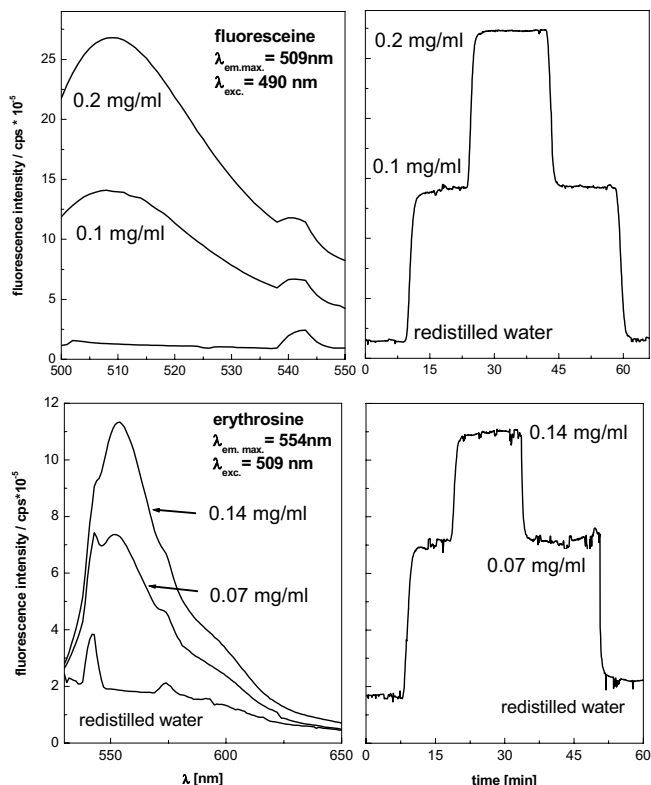 fluorescence intensity / cps * 10⁻⁵
25
20
15
10
5
0
500 510 520 530 540 550
fluoresceine
λem.max. = 509nm
λexc. = 490 nm
0.2 mg/ml
0.1 mg/ml
0.2 mg/ml
0.1 mg/ml
redistilled water
0 15 30 45 60
fluorescence intensity / cps*10⁻⁵
12
10
8
6
4
2
0
550 600 650
λ [nm]
erythrosine
λem. max. = 554nm
λexc. = 509 nm
0.14 mg/ml
0.07 mg/ml
redistilled water
0.14 mg/ml
0.07 mg/ml
redistilled water
0 15 30 45 60
time [min]